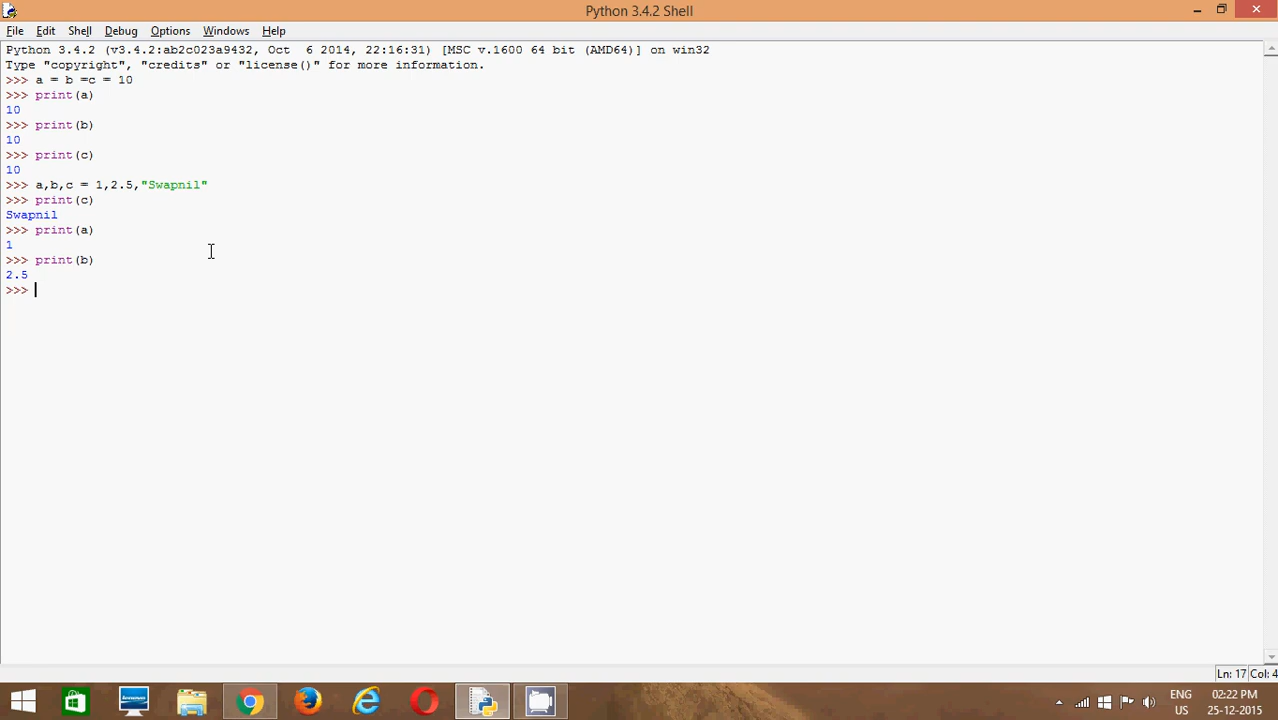 Python 3.4.2 Shell
File Edit Shell Debug Options Windows Help
Python 3.4.2 (v3.4.2:ab2c023a9432, Oct  6 2014, 22:16:31) [MSC v.1600 64 bit (AMD64)] on win32
Type "copyright", "credits" or "license()" for more information.
>>> a = b =c = 10
>>> print(a)
10
>>> print(b)
10
>>> print(c)
10
>>> a,b,c = 1,2.5,"Swapnil"
>>> print(c)
Swapnil
>>> print(a)
1
>>> print(b)
2.5
>>>
Ln: 17 Col: 4
ENG 02:22 PM
US 25-12-2015